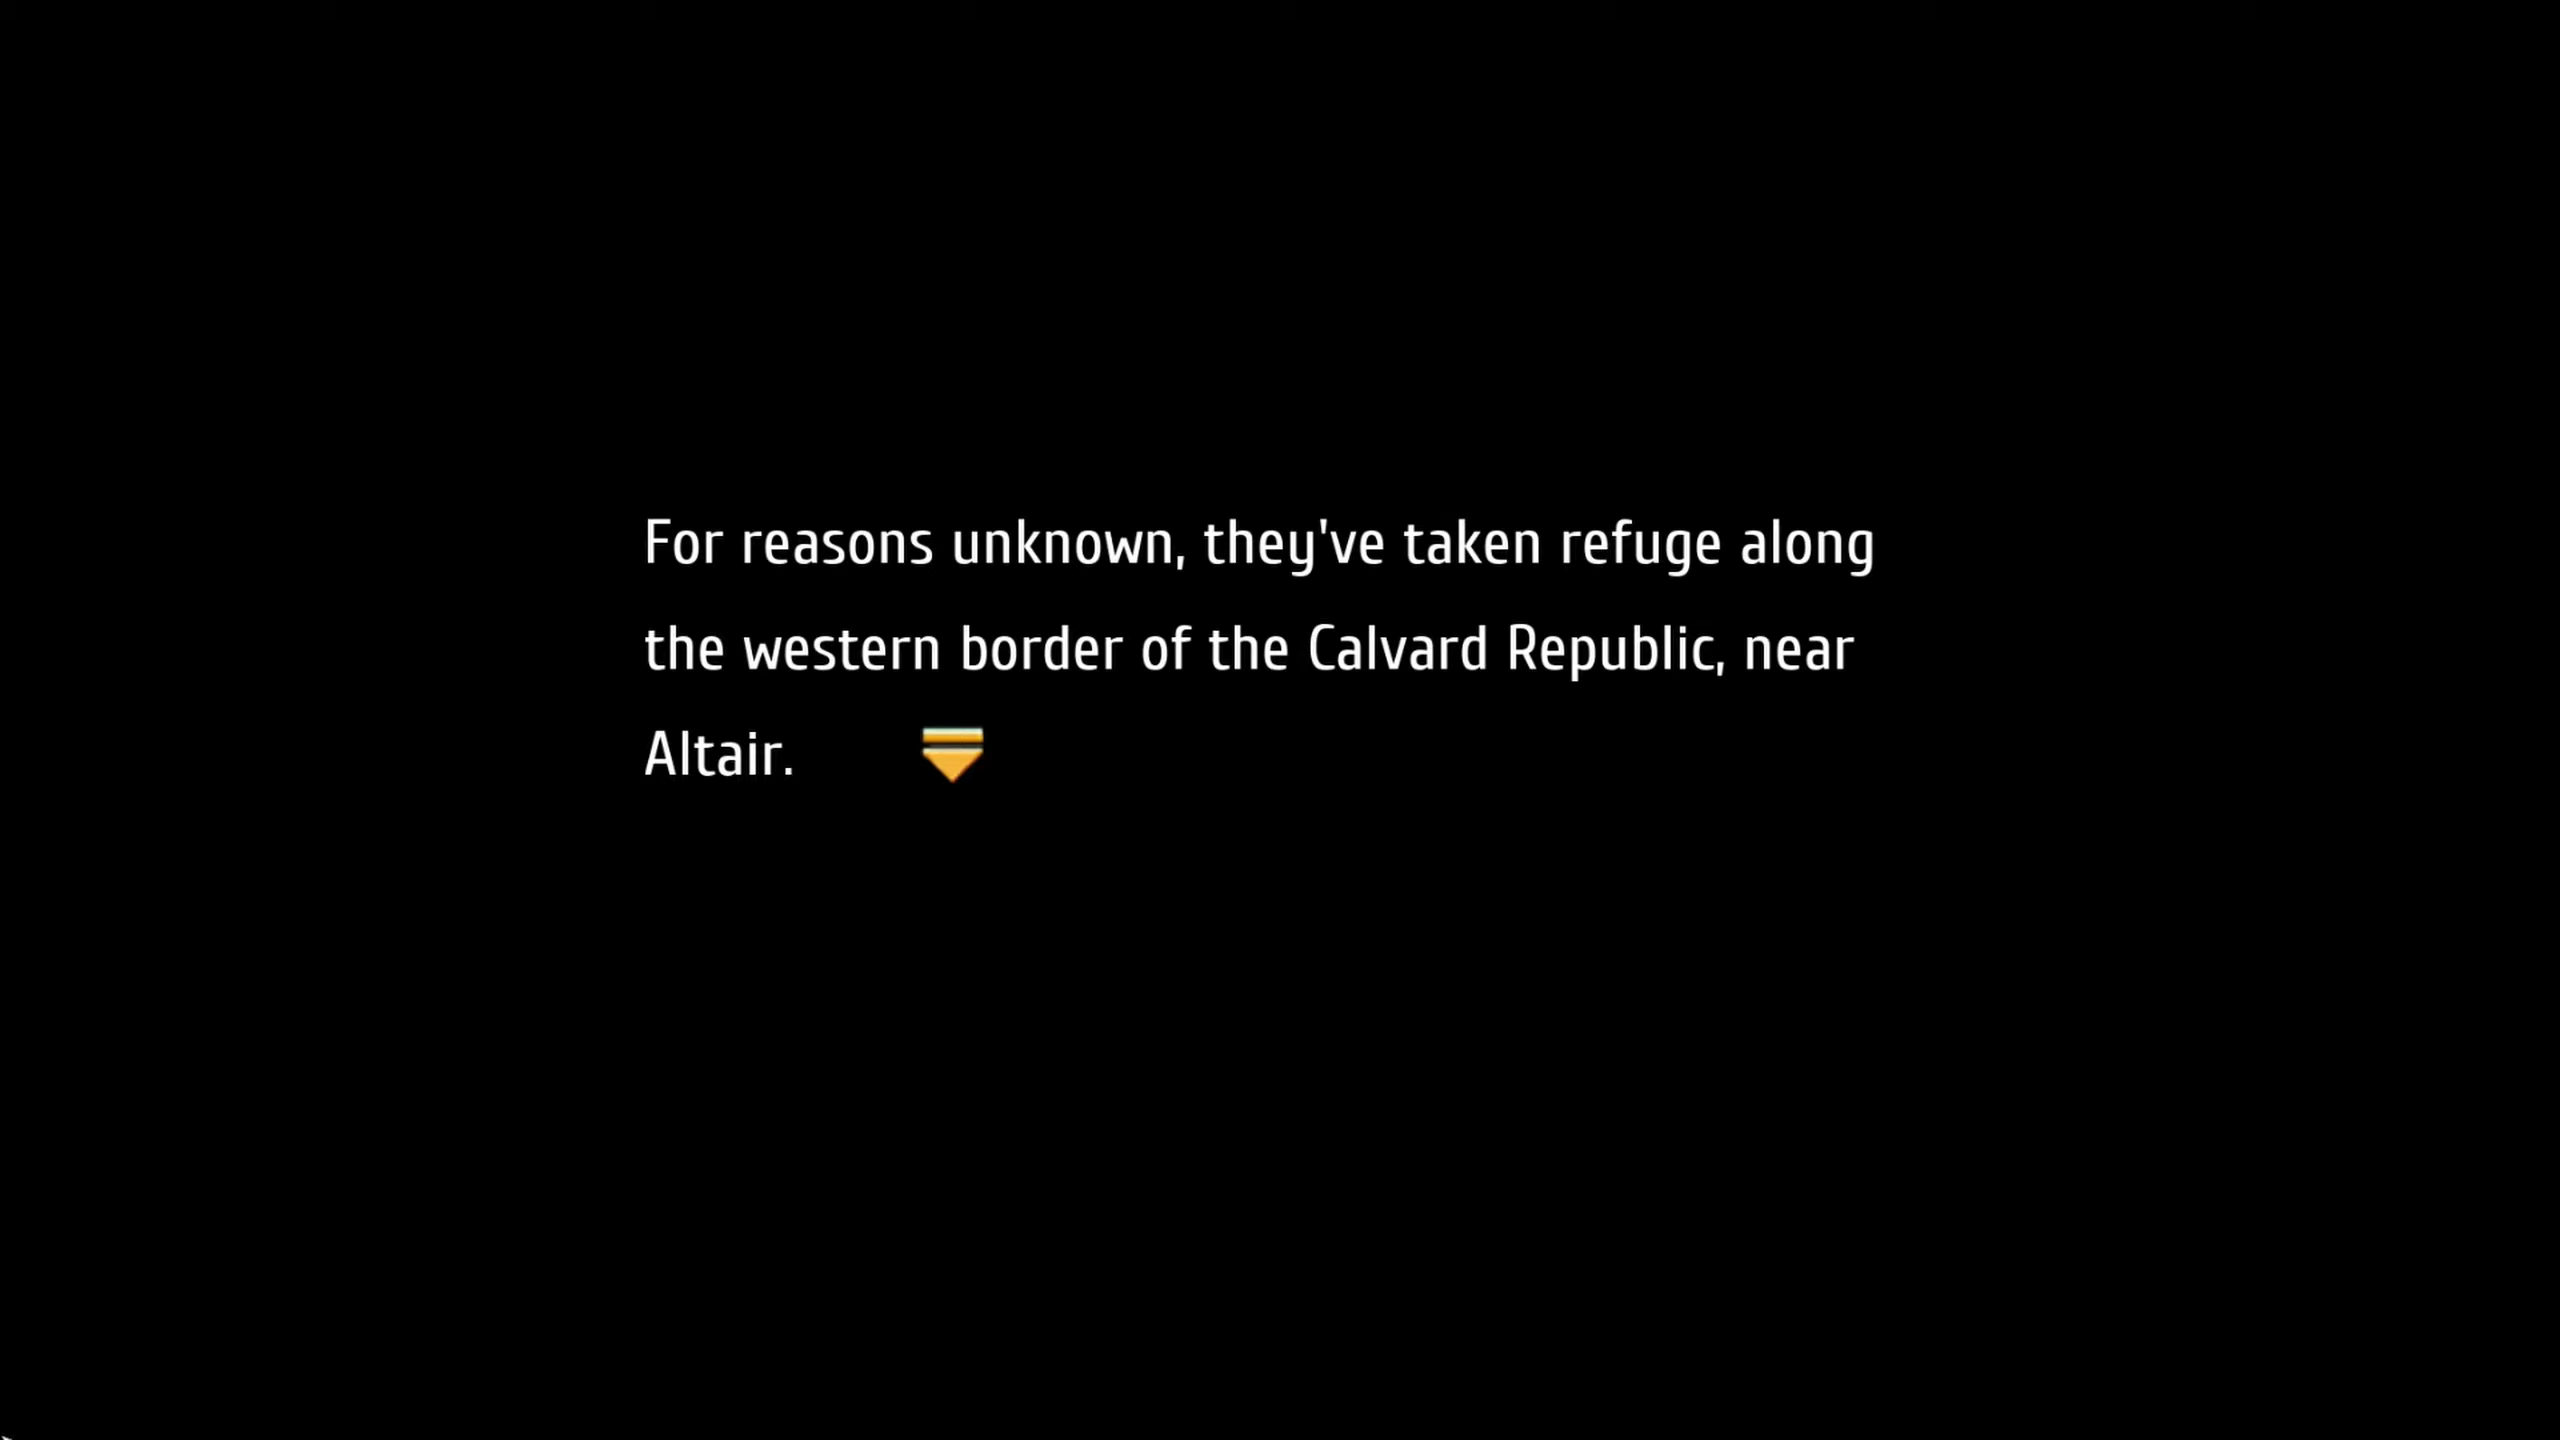 For reasons unknown, they've taken refuge along
the western border of the Calvard Republic, near
Altair.